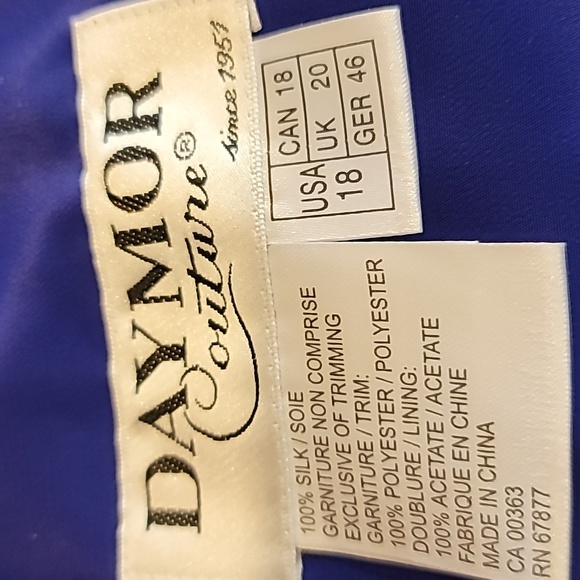 DAYMOR
Couture®
since 1957
USA
18
CAN 18
UK 20
GER 46
100% SILK / SOIE
GARNITURE NON COMPRISE
EXCLUSIVE OF TRIMMING
GARNITURE / TRIM:
100% POLYESTER / POLYESTER
DOUBLURE / LINING:
100% ACETATE / ACETATE
FABRIQUE EN CHINE
MADE IN CHINA
CA 00363
RN 67877